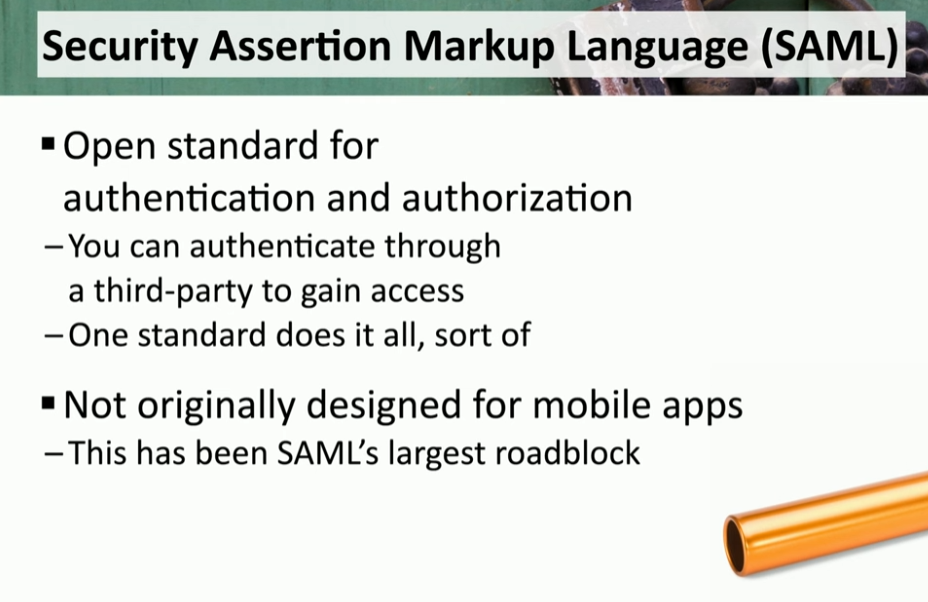 Security Assertion Markup Language (SAML)
▪ Open standard for
authentication and authorization
– You can authenticate through
a third-party to gain access
– One standard does it all, sort of
▪ Not originally designed for mobile apps
– This has been SAML’s largest roadblock